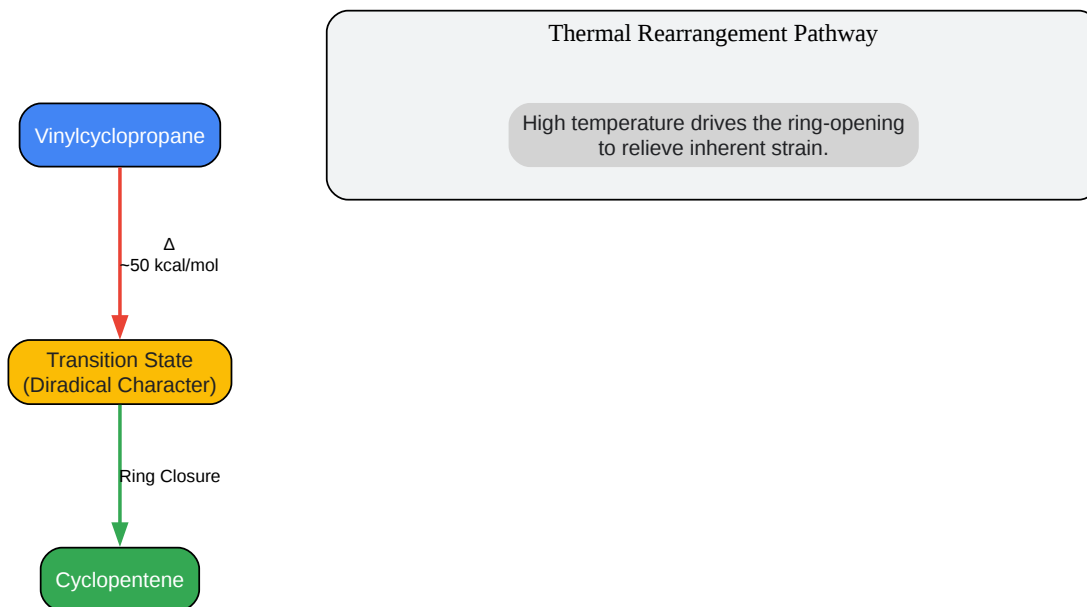 Thermal Rearrangement Pathway
High temperature drives the ring-opening
to relieve inherent strain.
Vinylcyclopropane
Δ
~50 kcal/mol
Transition State
(Diradical Character)
Ring Closure
Cyclopentene